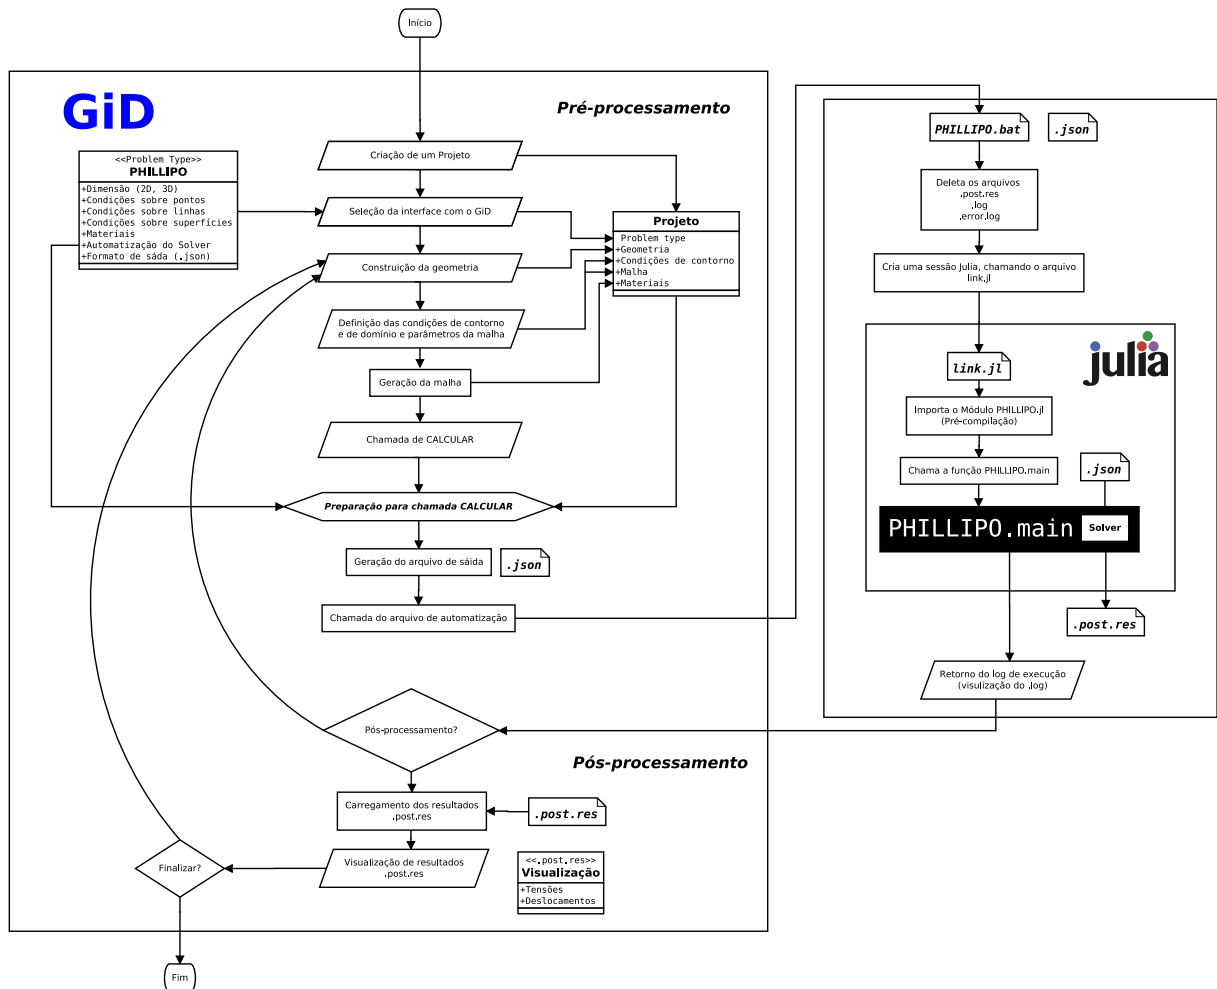 Início
GiD
Pré-processamento
Criação de um Projeto
<<Problem Type>>
PHILLIPO
+Dimensão (2D, 3D)
+Condições sobre pontos
+Condições sobre linhas
+Condições sobre superfícies
+Materiais
+Automatização do Solver
+Formato de sáda (.json)
Seleção da interface com o GiD
Projeto
Problem type
+Geometria
+Condições de contorno
+Malha
+Materiais
Construção da geometria
Definição das condições de contorno
e de domínio e parâmetros da malha
Geração da malha
Chamada de CALCULAR
Preparação para chamada CALCULAR
Geração do arquivo de sáida
.json
Chamada do arquivo de automatização
PHILLIPO.bat
.json
Deleta os arquivos
.post.res
.log
.error.log
Cria uma sessão Julia, chamando o arquivo
link.jl
julia
link.jl
Importa o Módulo PHILLIPO.jl
(Pré-compilação)
Chama a função PHILLIPO.main
.json
PHILLIPO.main
Solver
.post.res
Retorno do log de execução
(visulização do .log)
Pós-processamento?
Pós-processamento
Carregamento dos resultados
.post.res
.post.res
Visualização de resultados
.post.res
<<.post.res>>
Visualização
+Tensões
+Deslocamentos
Finalizar?
Fim